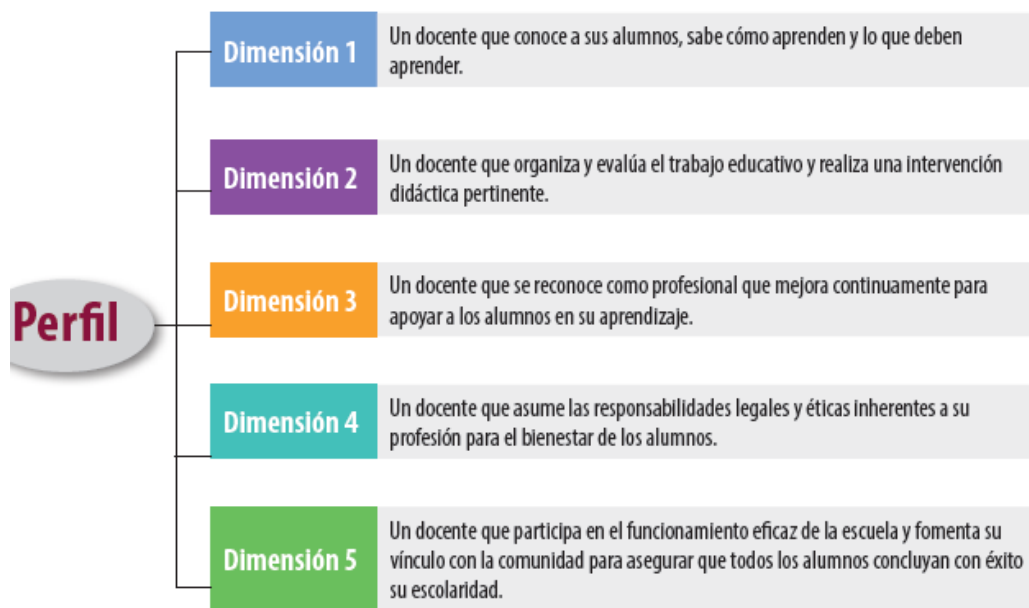 Perfil
Dimensión 1
Un docente que conoce a sus alumnos, sabe cómo aprenden y lo que deben
aprender.
Dimensión 2
Un docente que organiza y evalúa el trabajo educativo y realiza una intervención
didáctica pertinente.
Dimensión 3
Un docente que se reconoce como profesional que mejora continuamente para
apoyar a los alumnos en su aprendizaje.
Dimensión 4
Un docente que asume las responsabilidades legales y éticas inherentes a su
profesión para el bienestar de los alumnos.
Dimensión 5
Un docente que participa en el funcionamiento eficaz de la escuela y fomenta su
vínculo con la comunidad para asegurar que todos los alumnos concluyan con éxito
su escolaridad.